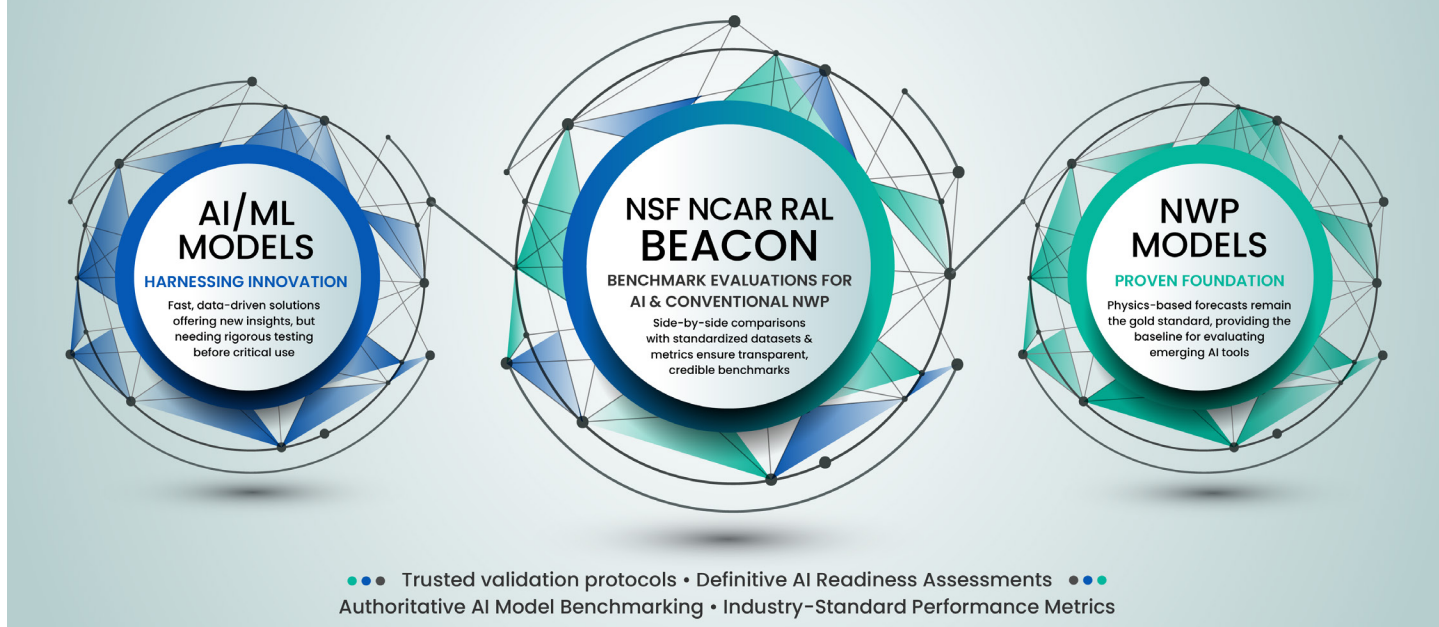 AI/ML
MODELS
HARNESSING INNOVATION
Fast, data-driven solutions
offering new insights, but
needing rigorous testing
before critical use
NSF NCAR RAL
BEACON
BENCHMARK EVALUATIONS FOR
AI & CONVENTIONAL NWP
Side-by-side comparisons
with standardized datasets &
metrics ensure transparent,
credible benchmarks
NWP
MODELS
PROVEN FOUNDATION
Physics-based forecasts remain
the gold standard, providing the
baseline for evaluating
emerging AI tools
Trusted validation protocols • Definitive AI Readiness Assessments
Authoritative AI Model Benchmarking • Industry-Standard Performance Metrics